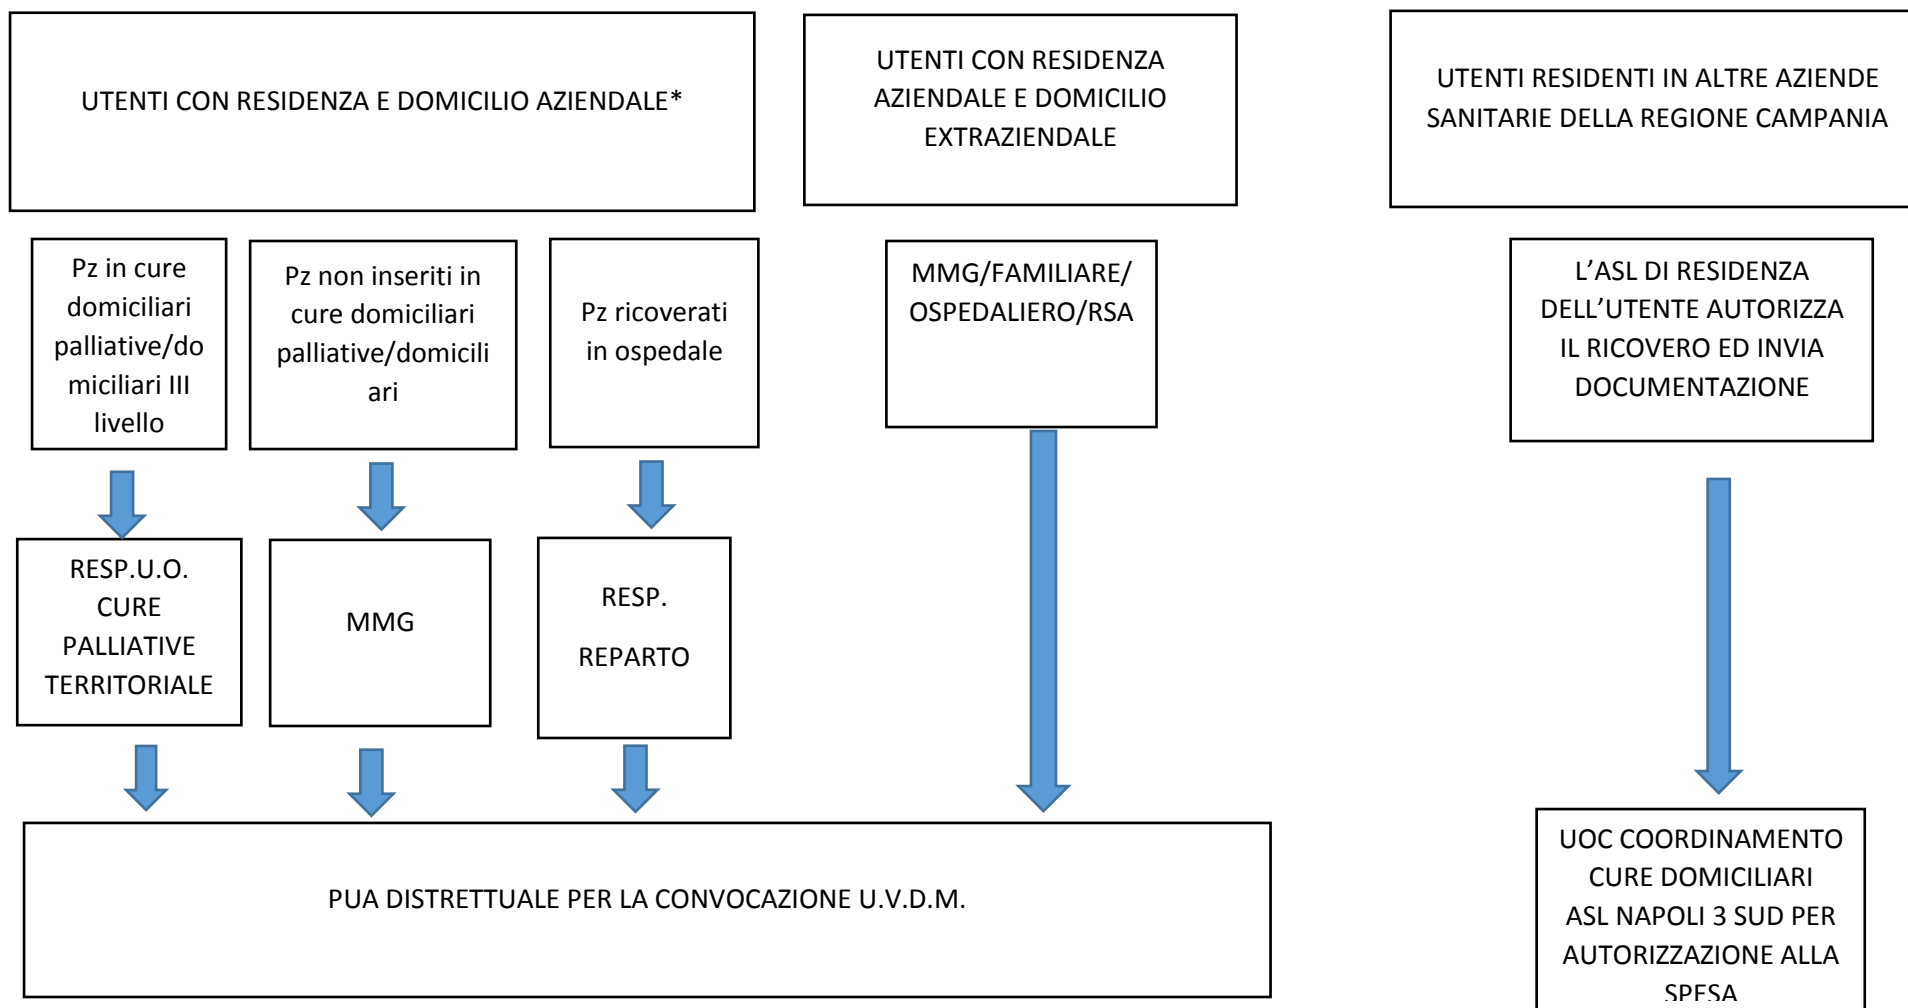 UTENTI CON RESIDENZA E DOMICILIO AZIENDALE*
UTENTI CON RESIDENZA
AZIENDALE E DOMICILIO
EXTRAZIENDALE
UTENTI RESIDENTI IN ALTRE AZIENDE
SANITARIE DELLA REGIONE CAMPANIA
Pz in cure
domiciliari
palliative/do
miciliari III
livello
Pz non inseriti in
cure domiciliari
palliative/domicili
ari
Pz ricoverati
in ospedale
MMG/FAMILIARE/
OSPEDALIERO/RSA
L’ASL DI RESIDENZA
DELL’UTENTE AUTORIZZA
IL RICOVERO ED INVIA
DOCUMENTAZIONE
RESP.U.O.
CURE
PALLIATIVE
TERRITORIALE
MMG
RESP.
REPARTO
PUA DISTRETTUALE PER LA CONVOCAZIONE U.V.D.M.
UOC COORDINAMENTO
CURE DOMICILIARI
ASL NAPOLI 3 SUD PER
AUTORIZZAZIONE ALLA
SPESA